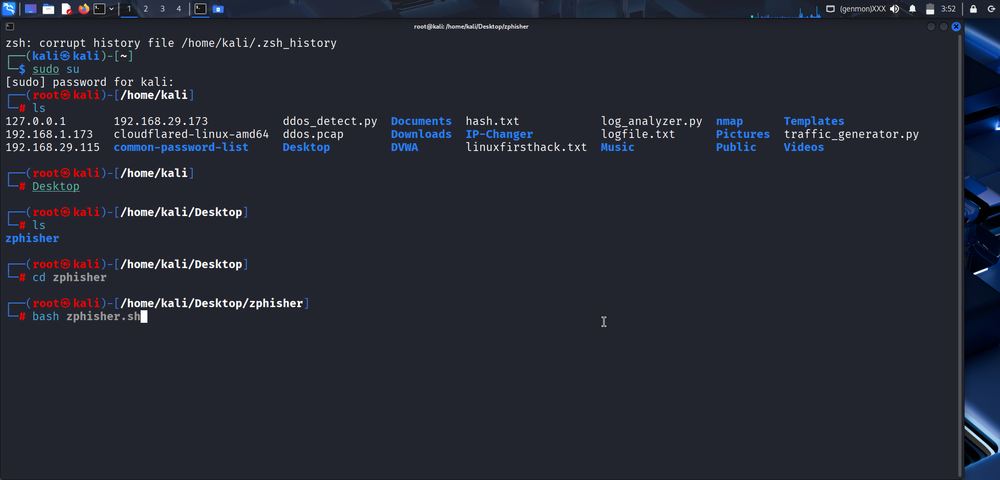 1 2 3 4 (genmon)XXX 3:52
root@kali: /home/kali/Desktop/zphisher
zsh: corrupt history file /home/kali/.zsh_history
┌──(kali㉿kali)-[~]
└─$ sudo su
[sudo] password for kali:
┌──(root㉿kali)-[/home/kali]
└─# ls
127.0.0.1 192.168.29.173 ddos_detect.py Documents hash.txt log_analyzer.py nmap Templates
192.168.1.173 cloudflared-linux-amd64 ddos.pcap Downloads IP-Changer logfile.txt Pictures traffic_generator.py
192.168.29.115 common-password-list Desktop DVWA linuxfirsthack.txt Music Public Videos
┌──(root㉿kali)-[/home/kali]
└─# Desktop
┌──(root㉿kali)-[/home/kali/Desktop]
└─# ls
zphisher
┌──(root㉿kali)-[/home/kali/Desktop]
└─# cd zphisher
┌──(root㉿kali)-[/home/kali/Desktop/zphisher]
└─# bash zphisher.sh